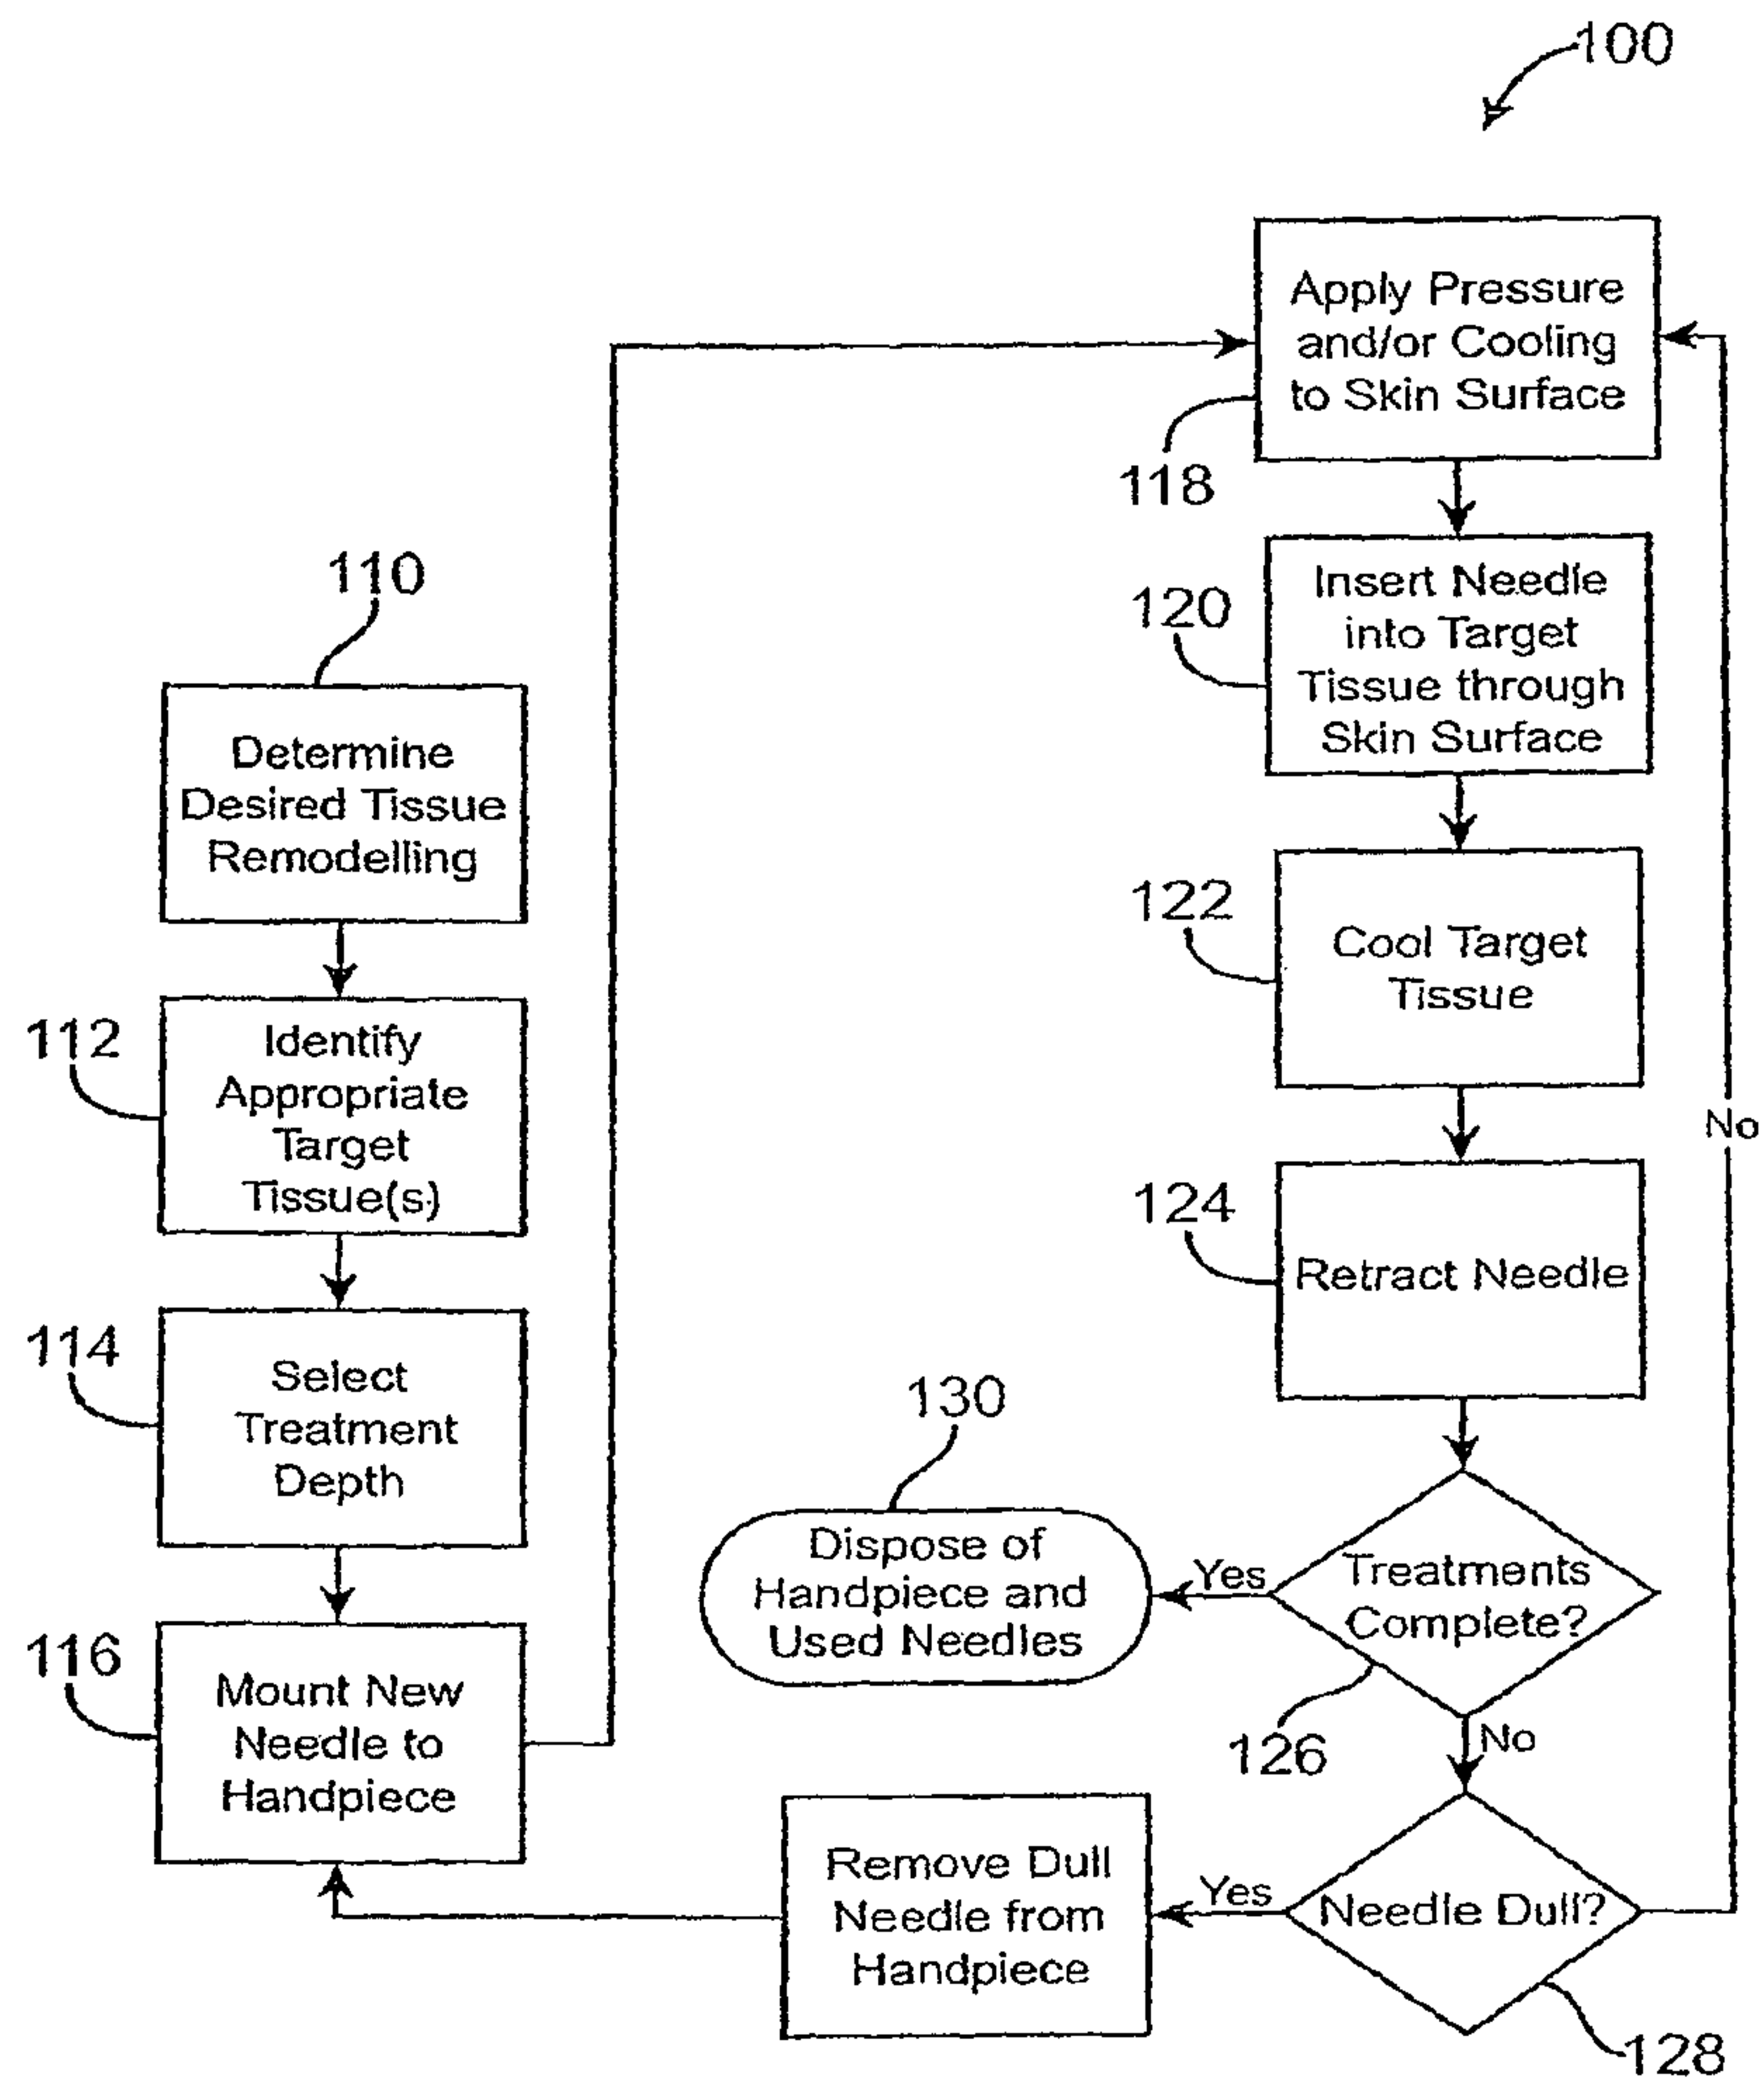 100
110
Determine
Desired Tissue
Remodelling
112
Identify
Appropriate
Target
Tissue(s)
114
Select
Treatment
Depth
116
Mount New
Needle to
Handpiece
Apply Pressure
and/or Cooling
to Skin Surface
118
120
Insert Needle
into Target
Tissue through
Skin Surface
122
Cool Target
Tissue
124
Retract Needle
No
130
Dispose of
Handpiece and
Used Needles
Yes
Treatments
Complete?
126
No
Remove Dull
Needle from
Handpiece
Yes
Needle Dull?
128